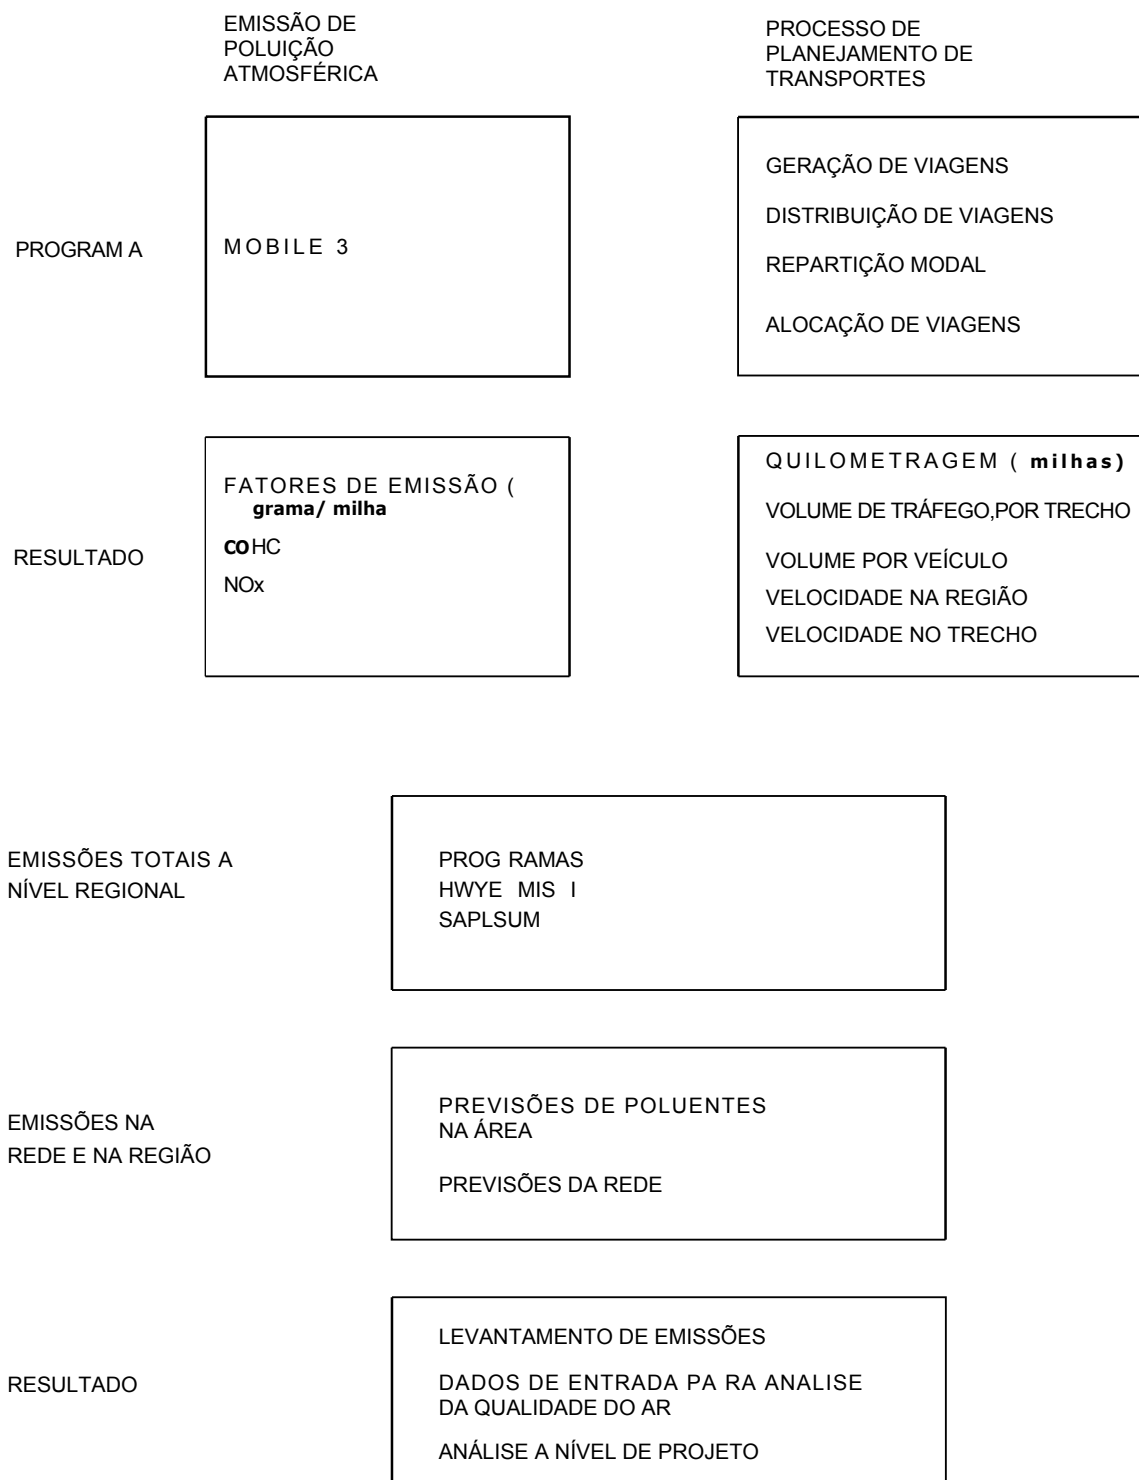 EMISSÃO DE
POLUIÇÃO
ATMOSFÉRICA
PROCESSO DE
PLANEJAMENTO DE
TRANSPORTES
PROGRAM A
MOBILE 3
GERAÇÃO DE VIAGENS
DISTRIBUIÇÃO DE VIAGENS
REPARTIÇÃO MODAL
ALOCAÇÃO DE VIAGENS
RESULTADO
FATORES DE EMISSÃO (
grama/ milha
COHC
NOx
QUILOMETRAGEM ( milhas)
VOLUME DE TRÁFEGO,POR TRECHO
VOLUME POR VEÍCULO
VELOCIDADE NA REGIÃO
VELOCIDADE NO TRECHO
EMISSÕES TOTAIS A
NÍVEL REGIONAL
PROG RAMAS
HWYE MIS I
SAPLSUM
EMISSÕES NA
REDE E NA REGIÃO
PREVISÕES DE POLUENTES
NA ÁREA
PREVISÕES DA REDE
RESULTADO
LEVANTAMENTO DE EMISSÕES
DADOS DE ENTRADA PA RA ANALISE
DA QUALIDADE DO AR
ANÁLISE A NÍVEL DE PROJETO